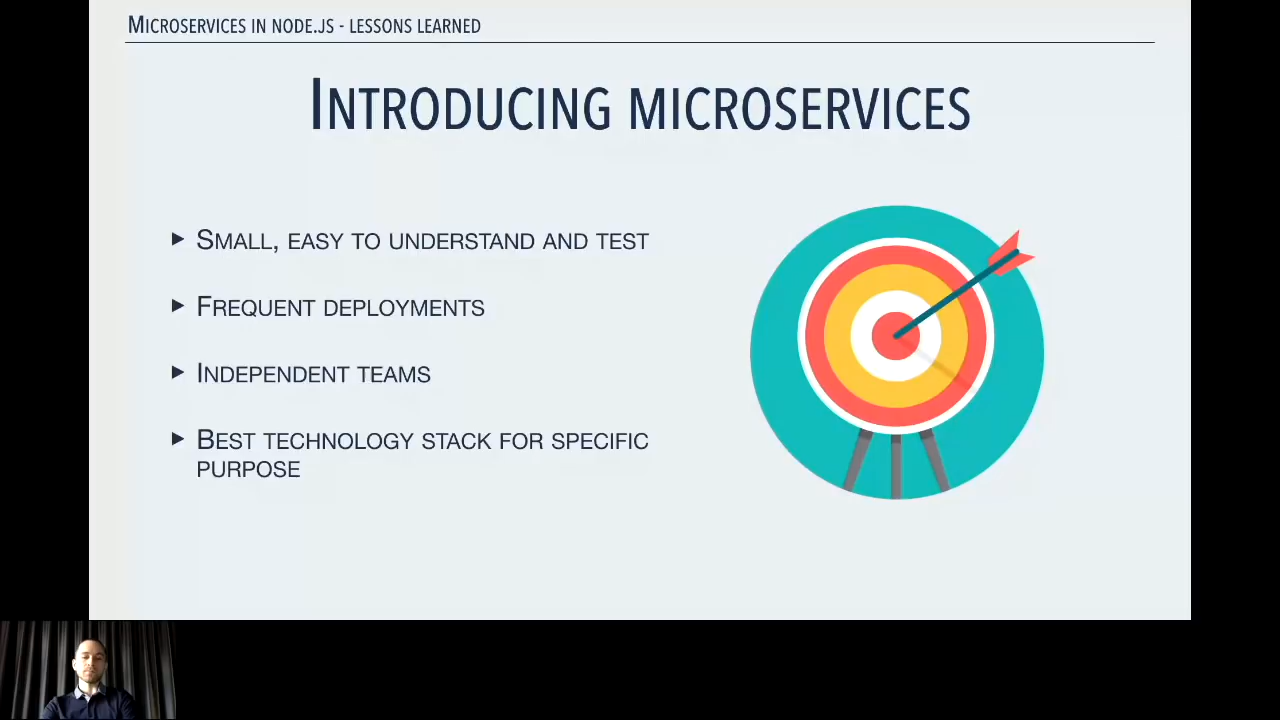 Microservices in node.js - lessons learned
Introducing microservices
Small, easy to understand and test
Frequent deployments
Independent teams
Best technology stack for specific
purpose